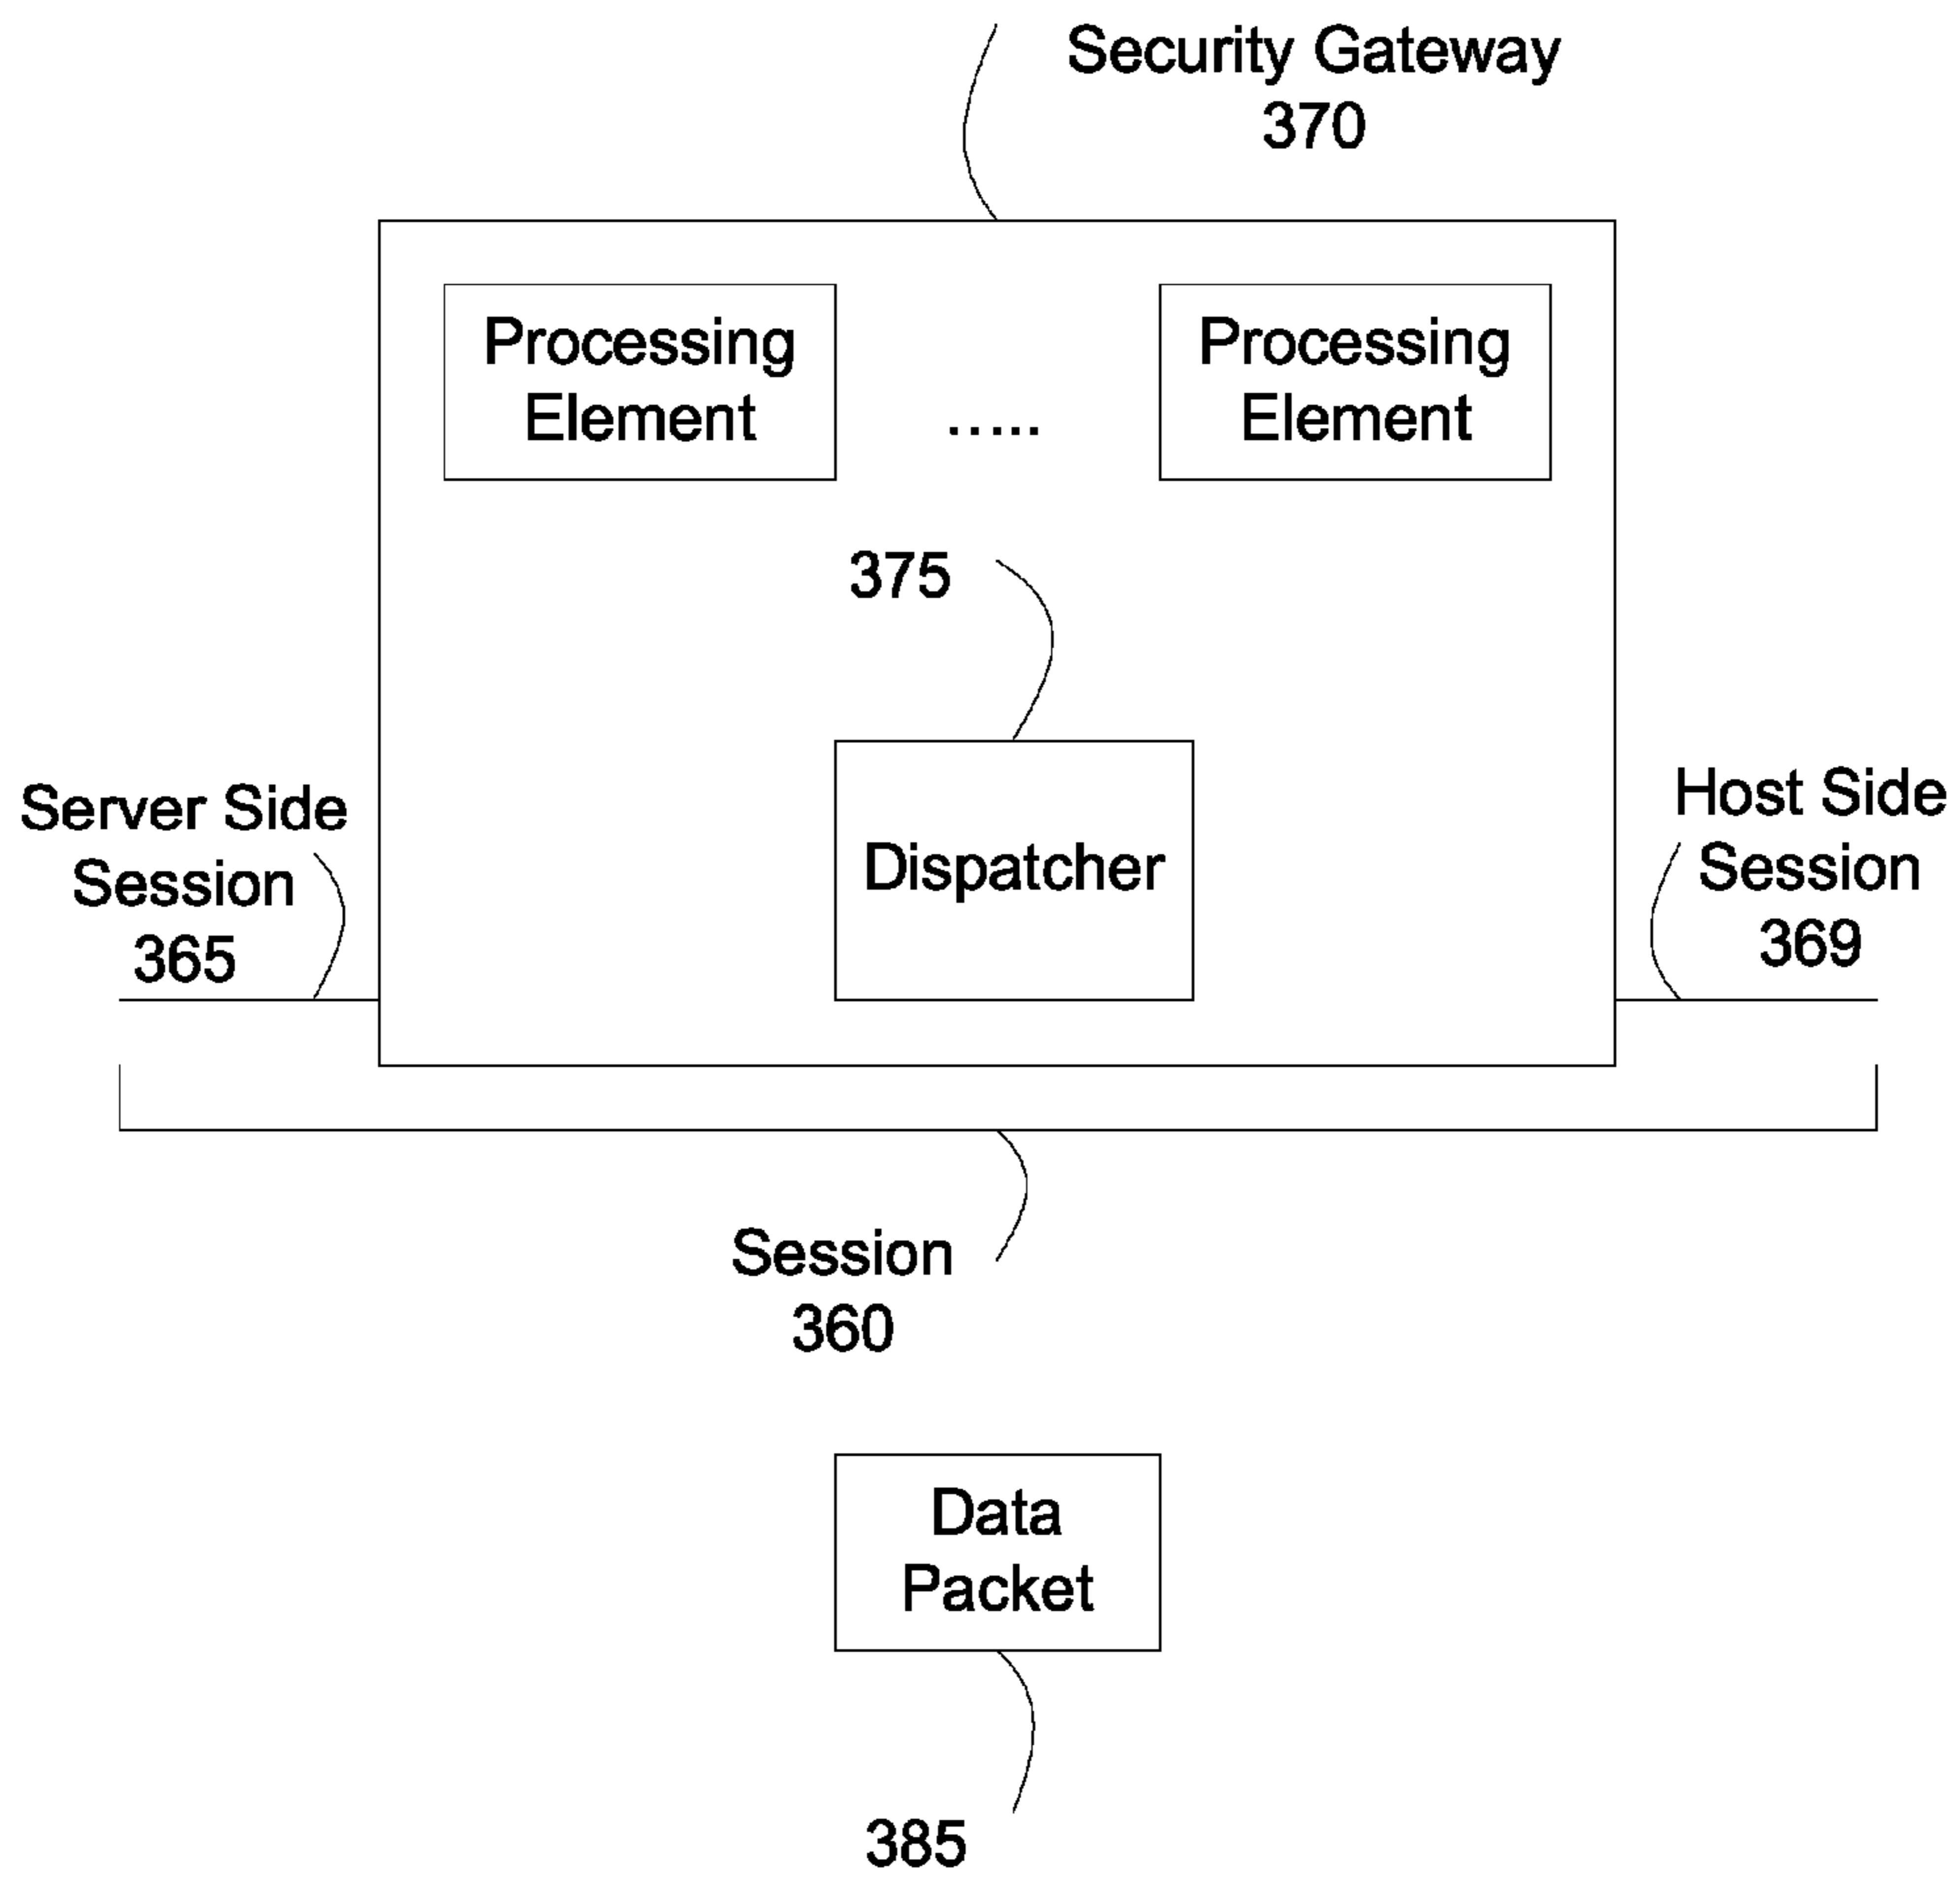 Security Gateway
370
Processing
Element
.....
Processing
Element
375
Server Side
Session
365
Dispatcher
Host Side
Session
369
Session
360
Data
Packet
385